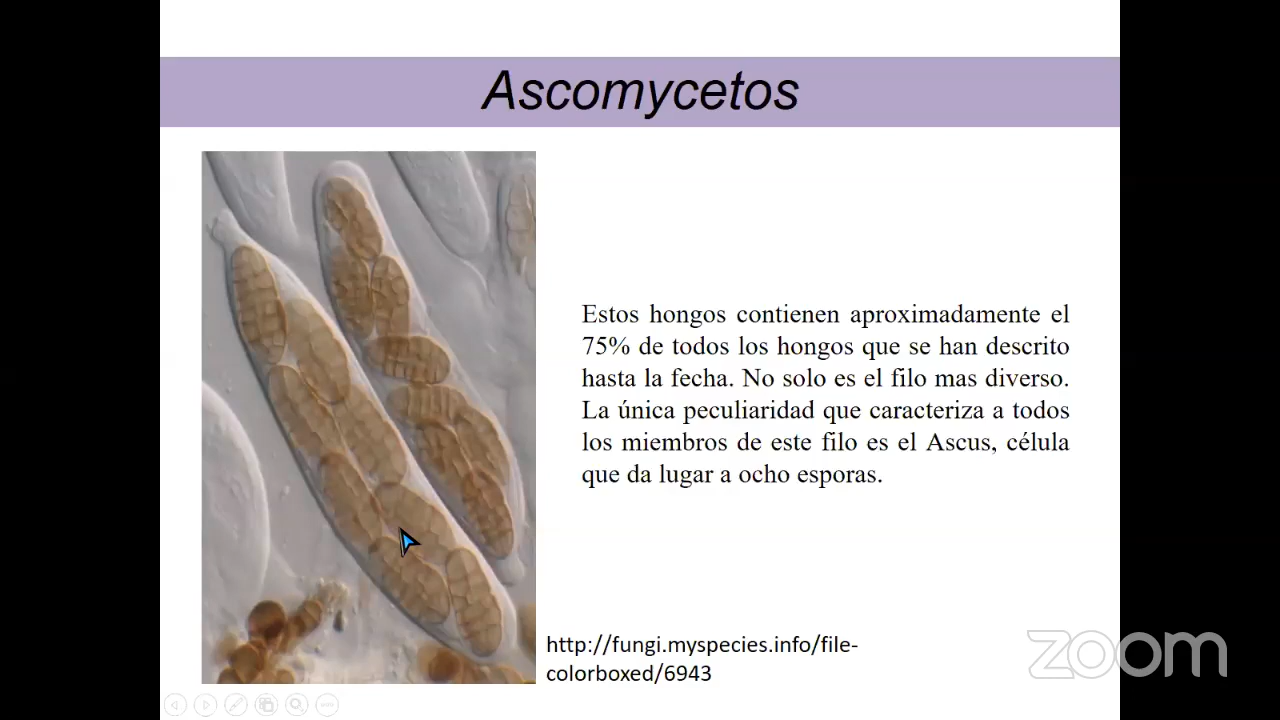 Ascomycetos
Estos hongos contienen aproximadamente el
75% de todos los hongos que se han descrito
hasta la fecha. No solo es el filo mas diverso.
La única peculiaridad que caracteriza a todos
los miembros de este filo es el Ascus, célula
que da lugar a ocho esporas.
http://fungi.myspecies.info/file-
colorboxed/6943
zoom